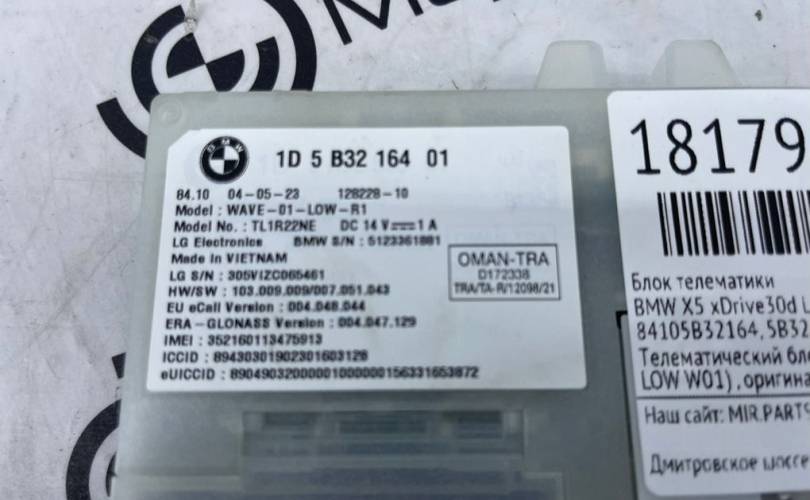 BMW
1D 5 B32 164 01
84.10 04-05-23 128228-10
Model : WAVE-01-LOW-R1
Model No. : TL1R22NE DC 14 V⎓1 A
LG Electronics BMW S/N : 5123361881
Made In VIETNAM
LG S/N : 305VIZC065461
HW/SW : 103.009.009/007.051.043
EU eCall Version : 004.048.044
ERA-GLONASS Version : 004.047.129
IMEI : 352160113475913
ICCID : 89430301902301603128
eUICCID : 89049032000001000000156331653872
OMAN-TRA
D172338
TRA/TA-R/12098/21
18179
Блок телематики
BMW X5 xDrive30d L
84105B32164, 5B32
Телематический бло
LOW W01) , оригина
Наш сайт: MIR.PARTS
Дмитровское шоссе